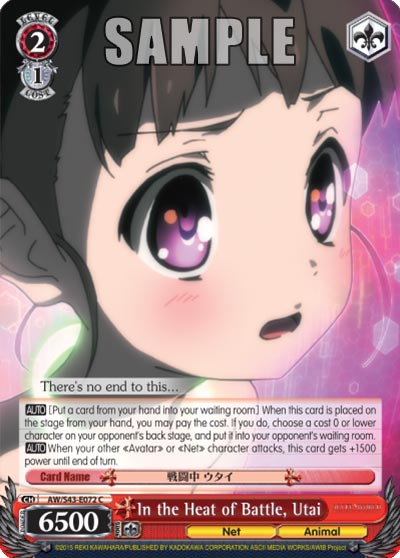 LEVEL
2
1
COST
SAMPLE
There's no end to this...
AUTO [Put a card from your hand into your waiting room] When this card is placed on the stage from your hand, you may pay the cost. If you do, choose a cost 0 or lower character on your opponent's back stage, and put it into your opponent's waiting room.
AUTO When your other «Avatar» or «Net» character attacks, this card gets +1500 power until end of turn.
Card Name 戦闘中 ウタイ
CH AW/S43-E072 C
In the Heat of Battle, Utai
6500
Net
Animal
©2015 REKI KAWAHARA/PUBLISHED BY KADOKAWA CORPORATION ASCII MEDIA WORKS/AWIB Project